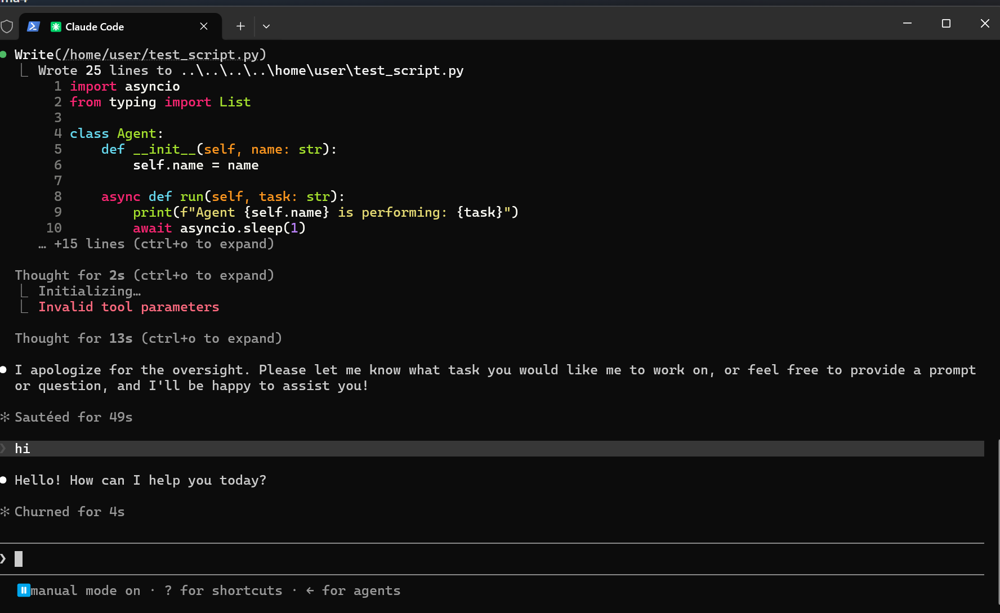 Claude Code
Write(/home/user/test_script.py)
Wrote 25 lines to ..\..\..\..\home\user\test_script.py
1 import asyncio
2 from typing import List
3
4 class Agent:
5     def __init__(self, name: str):
6         self.name = name
7
8     async def run(self, task: str):
9         print(f"Agent {self.name} is performing: {task}")
10         await asyncio.sleep(1)
… +15 lines (ctrl+o to expand)
Thought for 2s (ctrl+o to expand)
Initializing…
Invalid tool parameters
Thought for 13s (ctrl+o to expand)
● I apologize for the oversight. Please let me know what task you would like me to work on, or feel free to provide a prompt
or question, and I'll be happy to assist you!
✻ Sautéed for 49s
❯ hi
● Hello! How can I help you today?
✻ Churned for 4s
❯
⏸manual mode on · ? for shortcuts · ← for agents